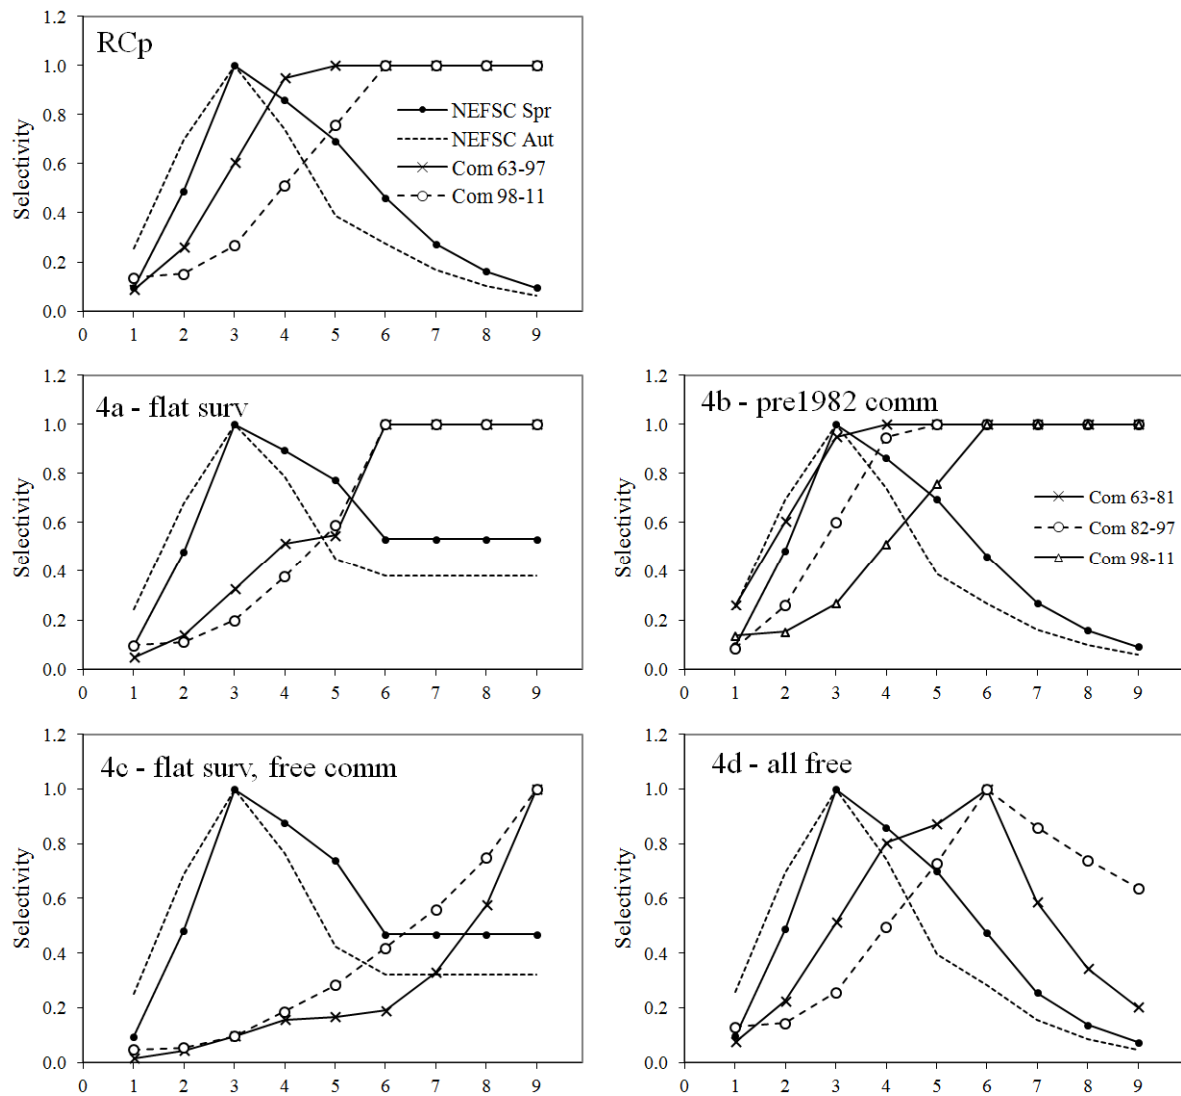 RCp
Selectivity
1.2
1.0
0.8
0.6
0.4
0.2
0.0
0 1 2 3 4 5 6 7 8 9
NEFSC Spr
NEFSC Aut
Com 63-97
Com 98-11
4a - flat surv
Selectivity
1.2
1.0
0.8
0.6
0.4
0.2
0.0
0 1 2 3 4 5 6 7 8 9
4b - pre1982 comm
Selectivity
1.2
1.0
0.8
0.6
0.4
0.2
0.0
0 1 2 3 4 5 6 7 8 9
Com 63-81
Com 82-97
Com 98-11
4c - flat surv, free comm
Selectivity
1.2
1.0
0.8
0.6
0.4
0.2
0.0
0 1 2 3 4 5 6 7 8 9
4d - all free
Selectivity
1.2
1.0
0.8
0.6
0.4
0.2
0.0
0 1 2 3 4 5 6 7 8 9